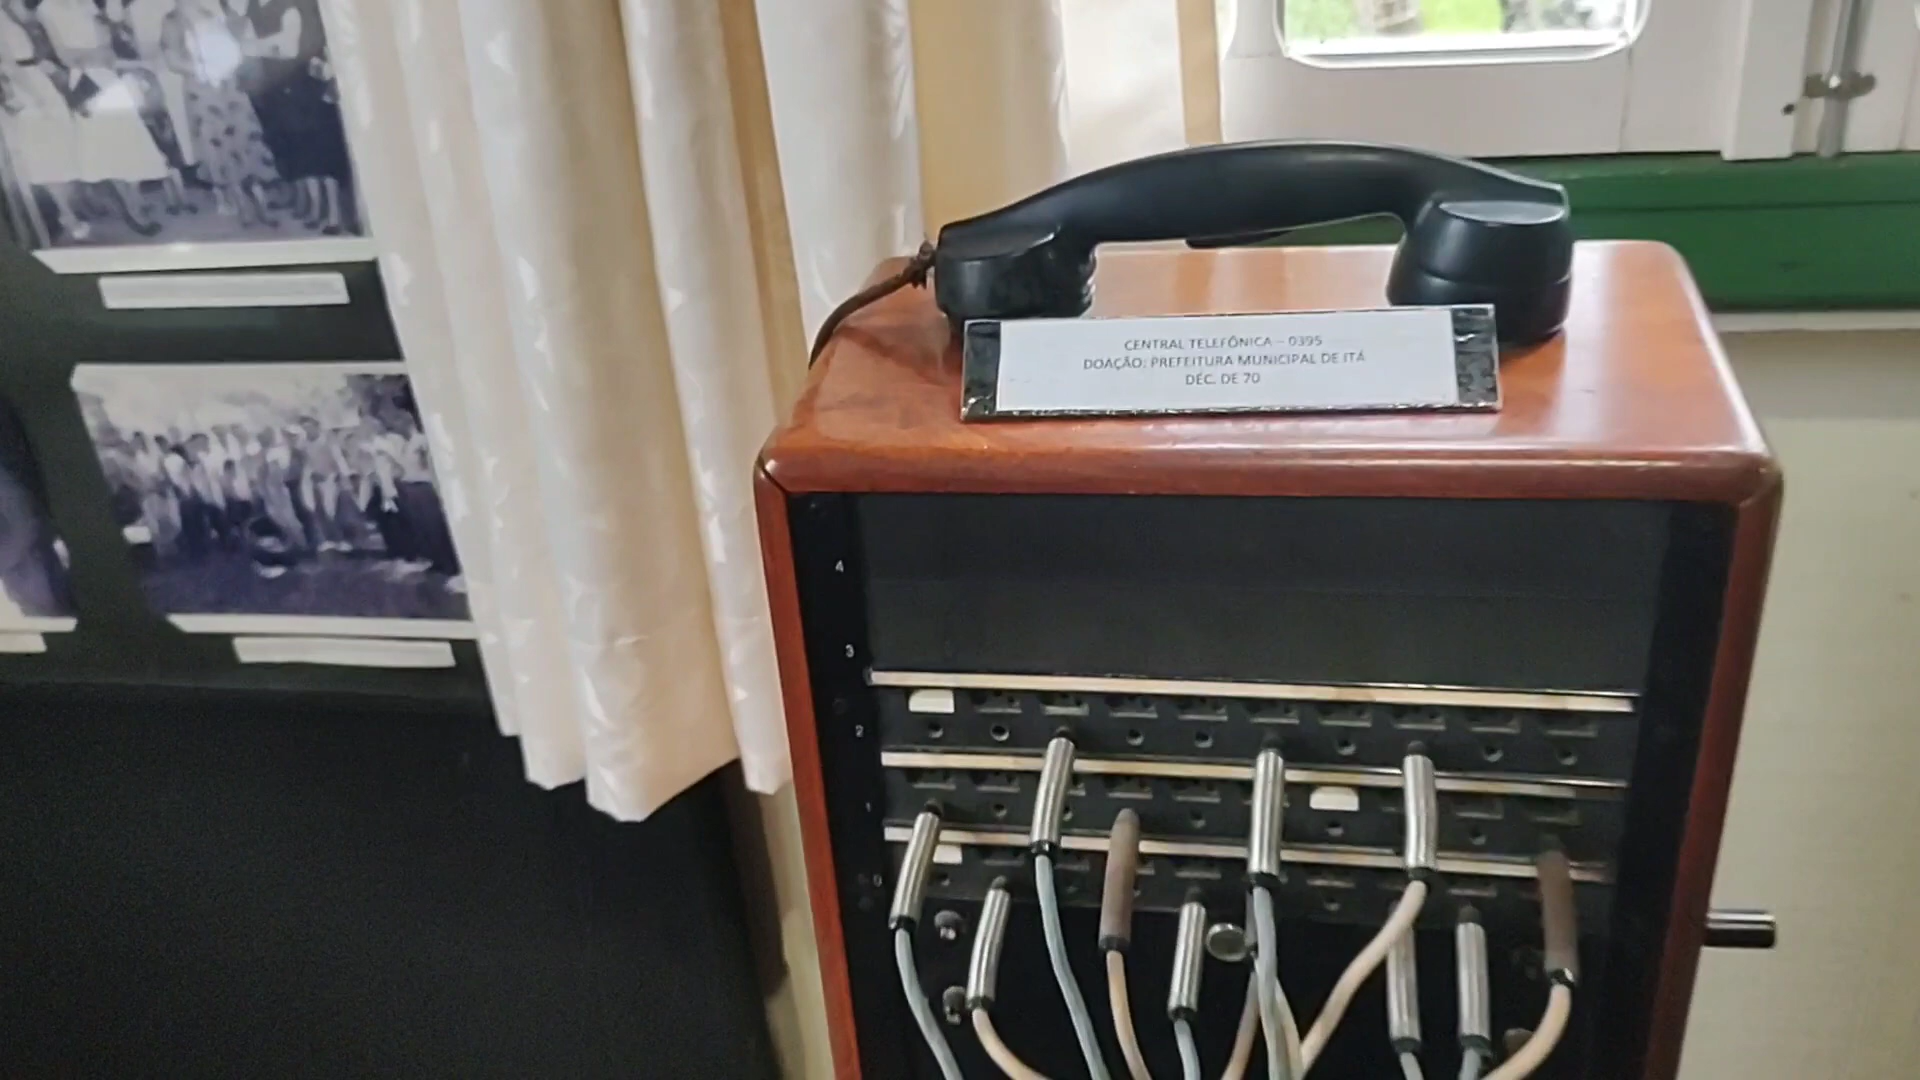 CENTRAL TELEFÔNICA – 0395
DOAÇÃO: PREFEITURA MUNICIPAL DE ITÁ
DÉC. DE 70
4
3
2
1
0